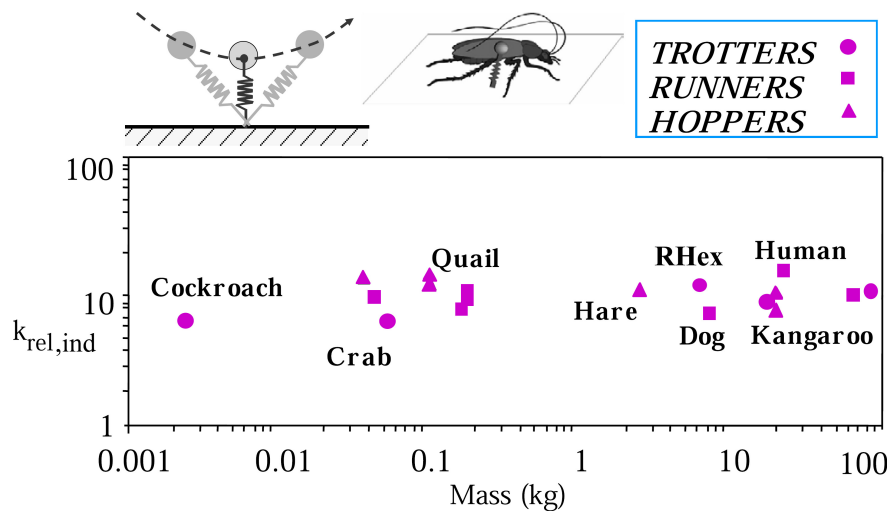 TROTTERS
RUNNERS
HOPPERS
100
10
1
k_rel,ind
Cockroach
Crab
Quail
Hare
RHex
Dog
Human
Kangaroo
0.001
0.01
0.1
1
10
100
Mass (kg)